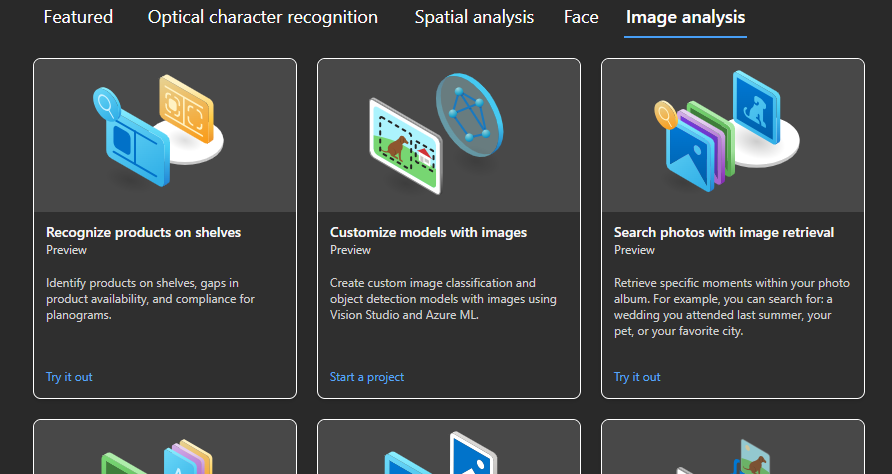 Featured
Optical character recognition
Spatial analysis
Face
Image analysis
Recognize products on shelves
Preview
Identify products on shelves, gaps in
product availability, and compliance for
planograms.
Try it out
Customize models with images
Preview
Create custom image classification and
object detection models with images using
Vision Studio and Azure ML.
Start a project
Search photos with image retrieval
Preview
Retrieve specific moments within your photo
album. For example, you can search for: a
wedding you attended last summer, your
pet, or your favorite city.
Try it out